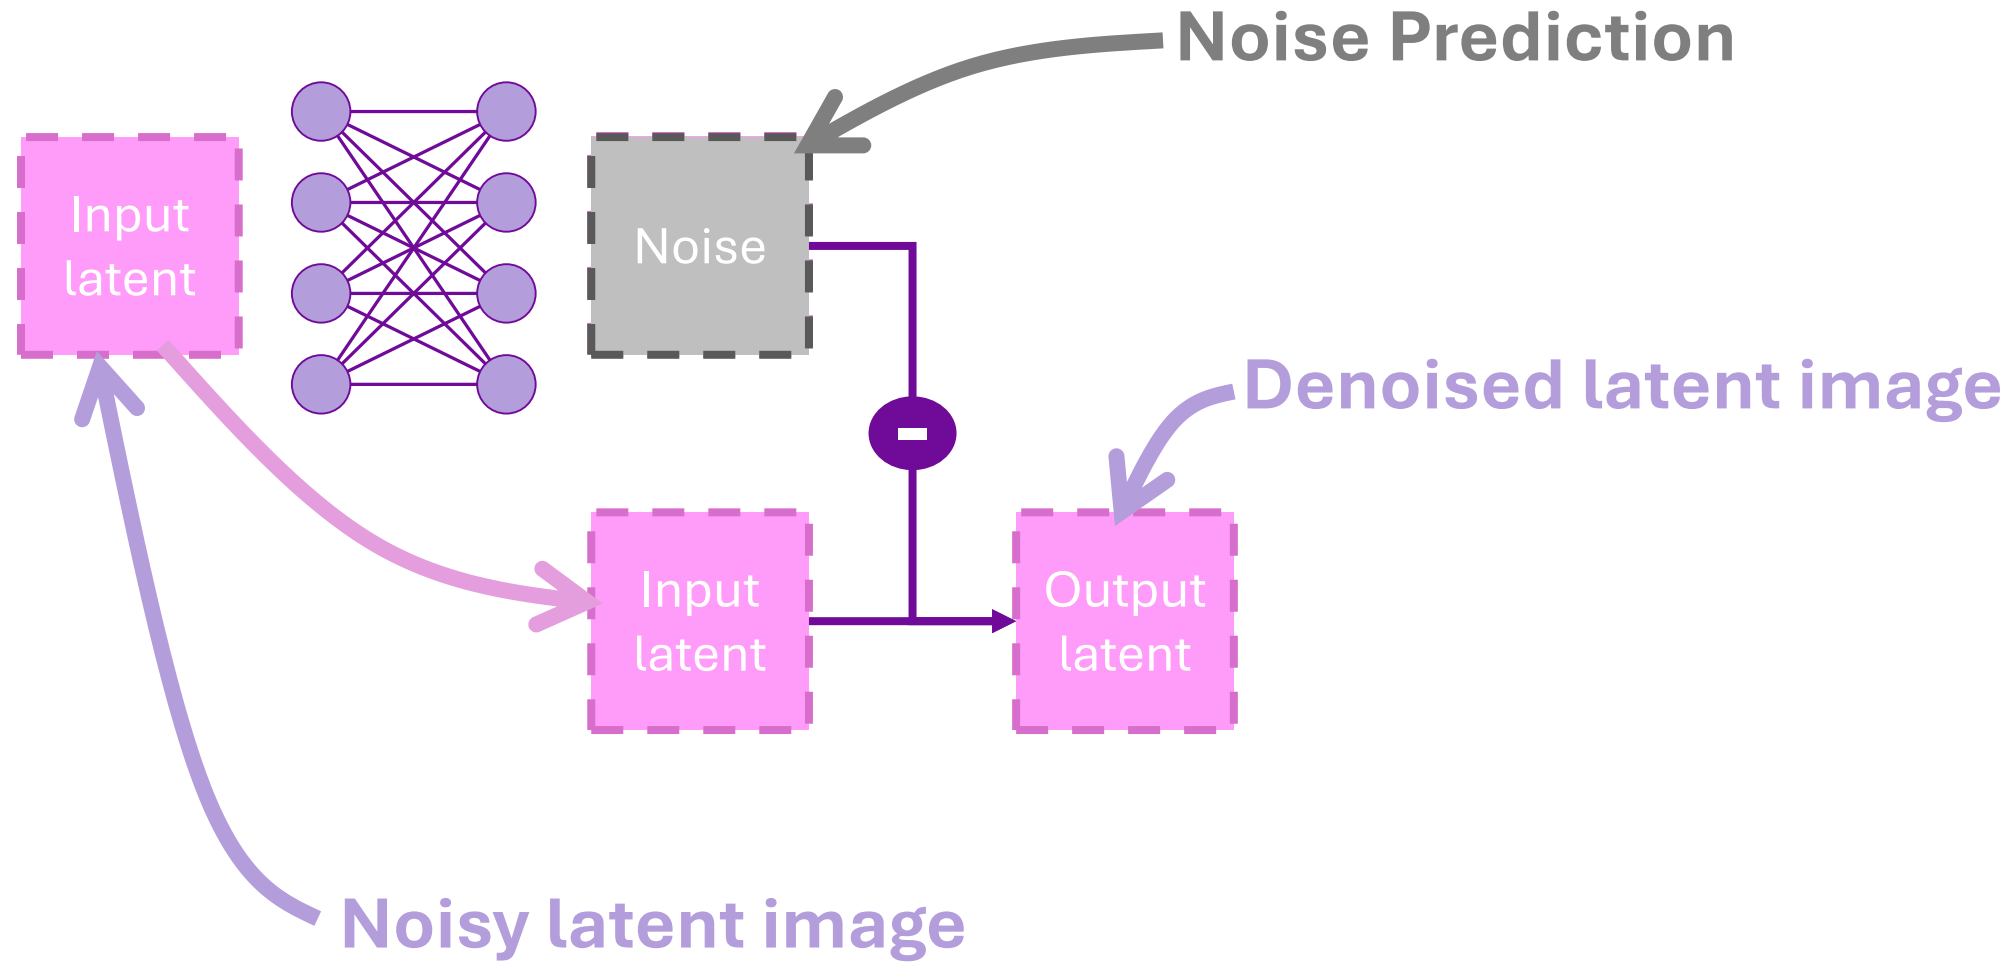 Noise Prediction
Input
latent
Noise
Denoised latent image
-
Input
latent
Output
latent
Noisy latent image